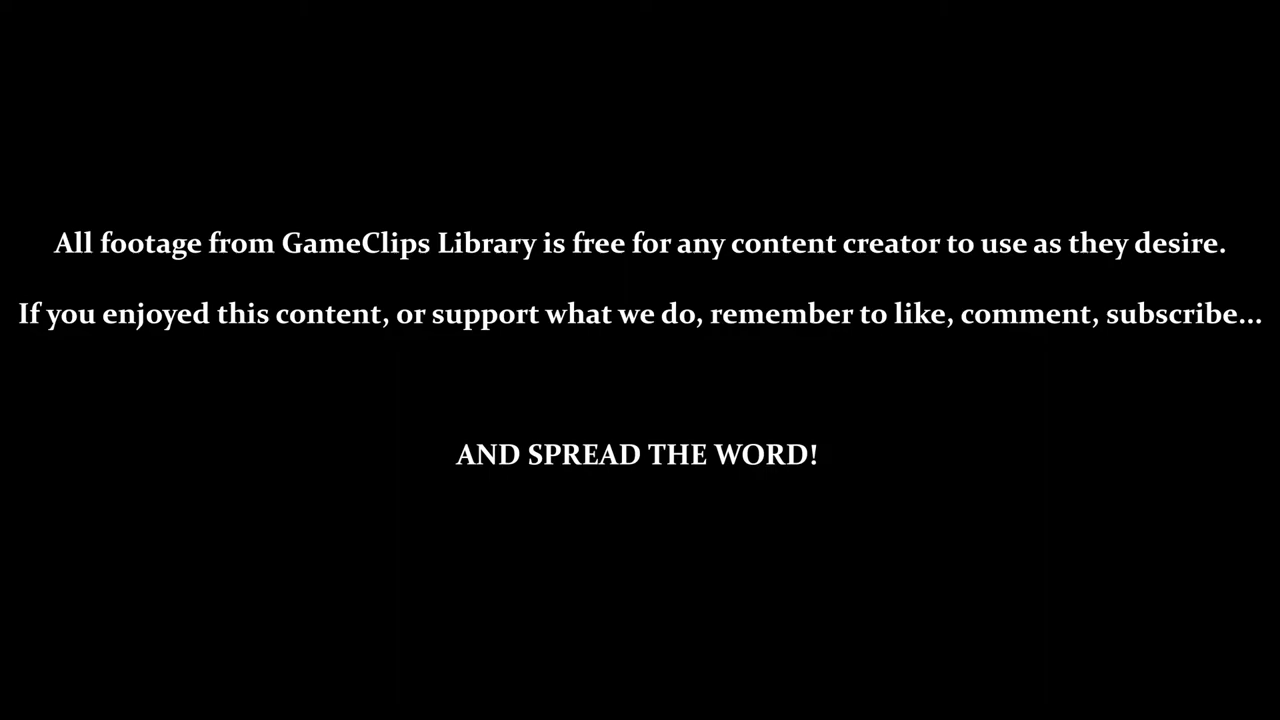 All footage from GameClips Library is free for any content creator to use as they desire.
If you enjoyed this content, or support what we do, remember to like, comment, subscribe...
AND SPREAD THE WORD!